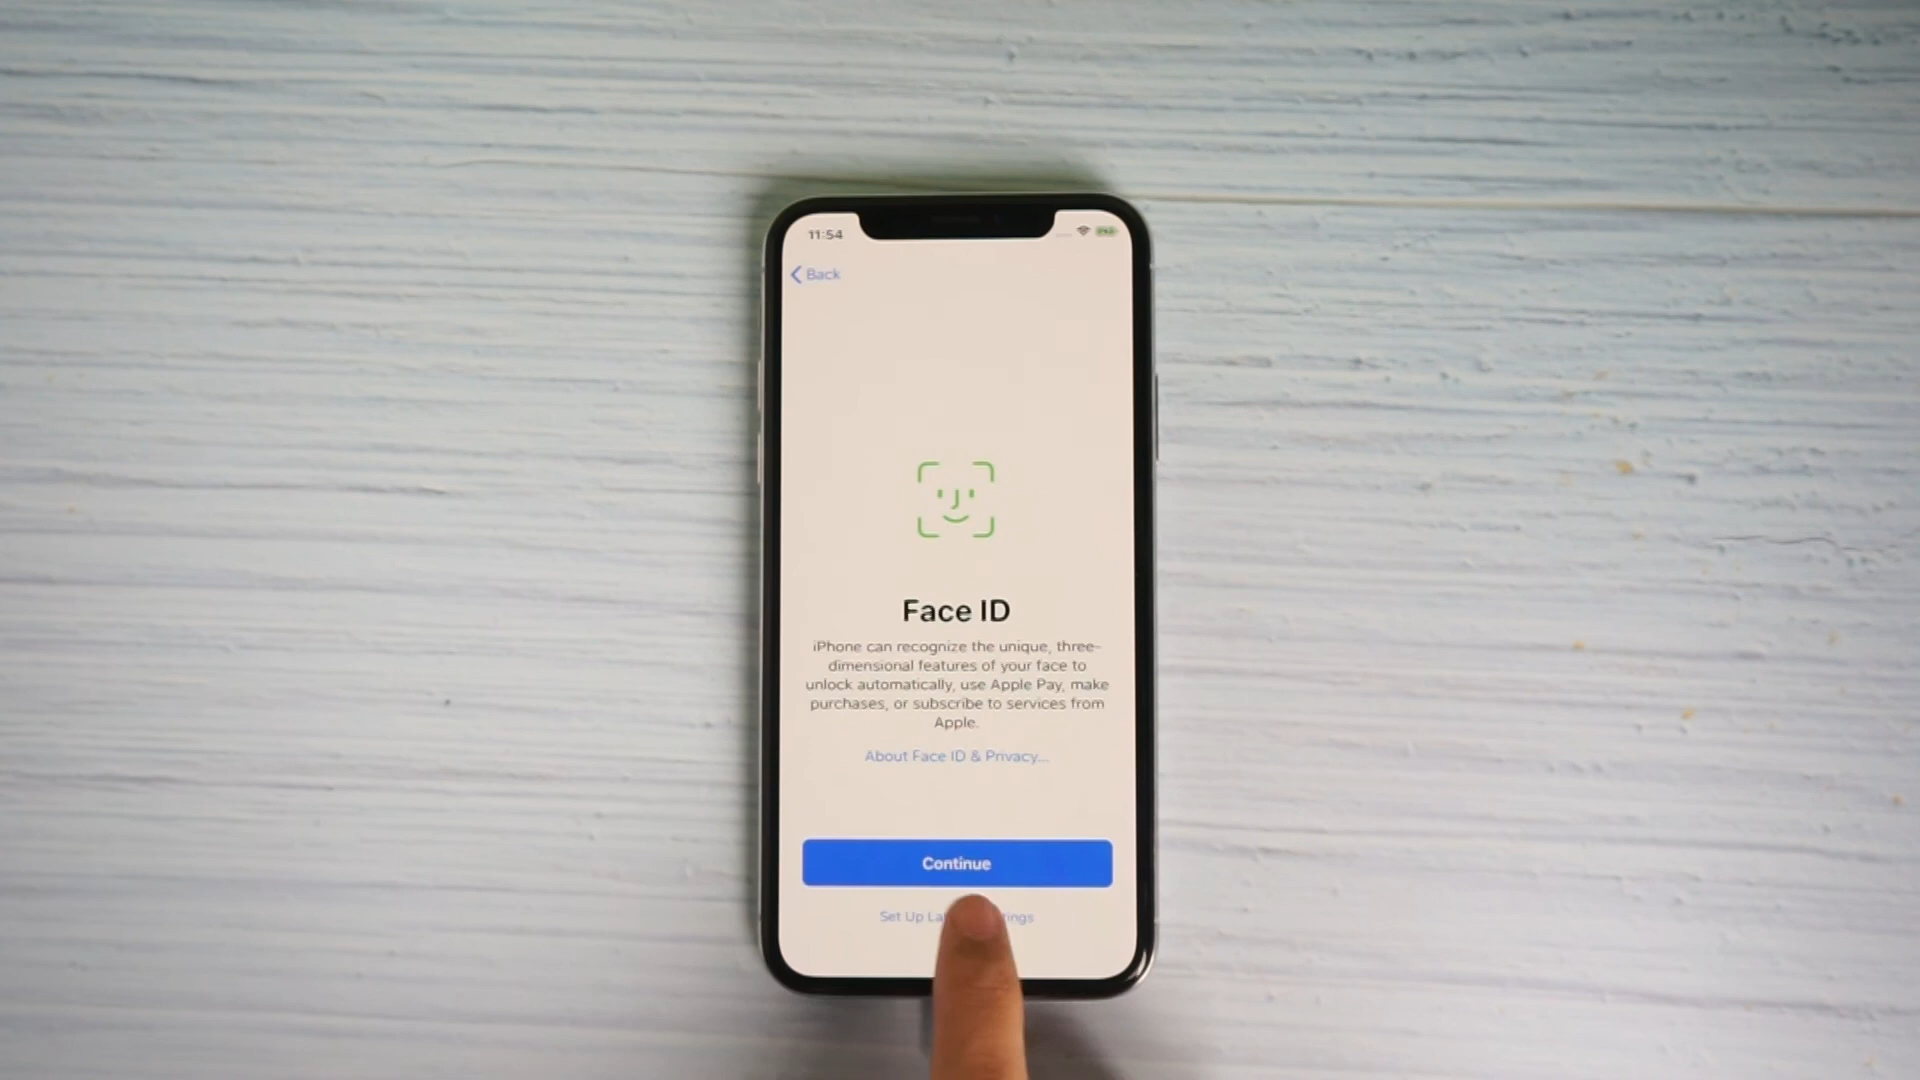 11:54
Back
Face ID
iPhone can recognize the unique, three-
dimensional features of your face to
unlock automatically, use Apple Pay, make
purchases, or subscribe to services from
Apple.
About Face ID & Privacy...
Continue
Set Up